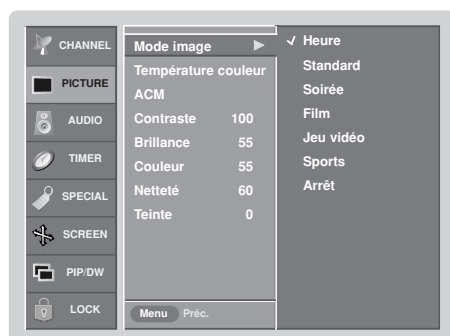 CHANNEL
PICTURE
AUDIO
TIMER
SPECIAL
SCREEN
PIP/DW
LOCK
Mode image
Température couleur
ACM
Contraste 100
Brillance 55
Couleur 55
Netteté 60
Teinte 0
Menu Préc.
Heure
Standard
Soirée
Film
Jeu vidéo
Sports
Arrêt